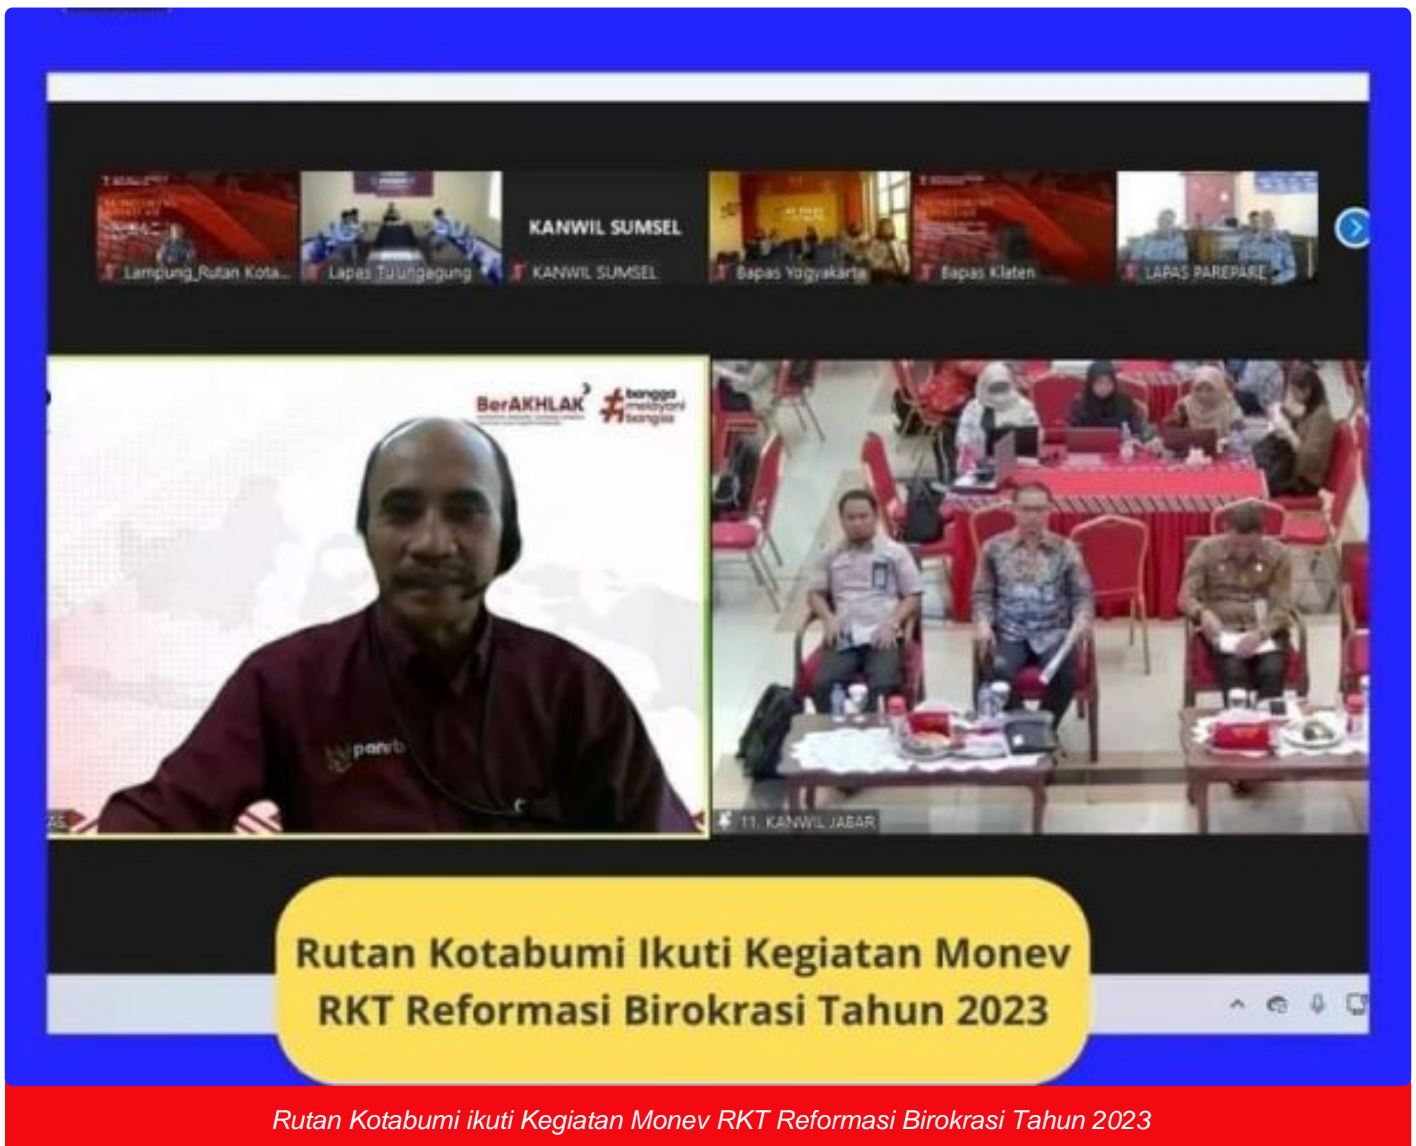 Lampung_Rutan Kota...
Lapas Tulungagung
KANWIL SUMSEL
KANWIL SUMSEL
Bapas Yogyakarta
Bapas Klaten
LAPAS PAREPARE
BerAKHLAK
#bangga
melayani
bangsa
panrb
11. KANWIL JABAR
Rutan Kotabumi Ikuti Kegiatan Monev
RKT Reformasi Birokrasi Tahun 2023
Rutan Kotabumi ikuti Kegiatan Monev RKT Reformasi Birokrasi Tahun 2023